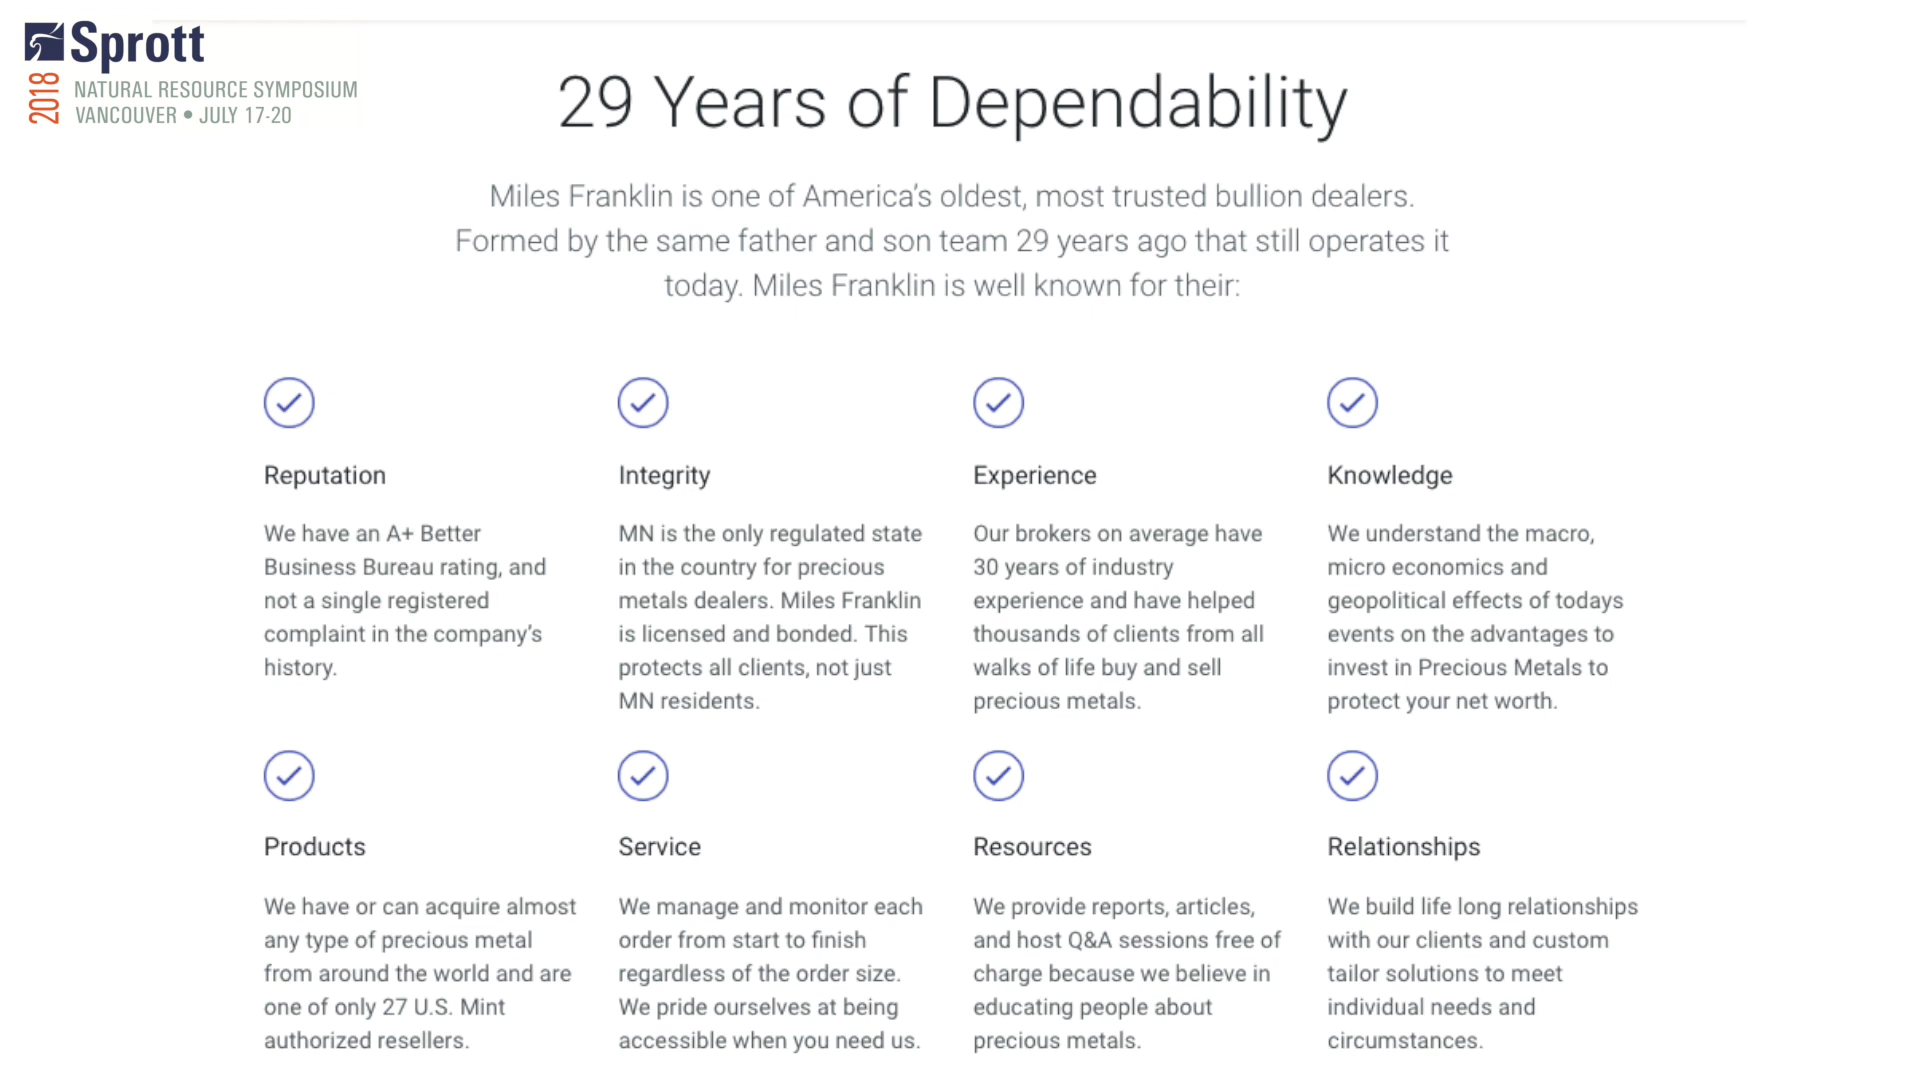 Sprott
2018
NATURAL RESOURCE SYMPOSIUM
VANCOUVER • JULY 17-20
29 Years of Dependability
Miles Franklin is one of America's oldest, most trusted bullion dealers.
Formed by the same father and son team 29 years ago that still operates it
today. Miles Franklin is well known for their:
Reputation
We have an A+ Better
Business Bureau rating, and
not a single registered
complaint in the company's
history.
Integrity
MN is the only regulated state
in the country for precious
metals dealers. Miles Franklin
is licensed and bonded. This
protects all clients, not just
MN residents.
Experience
Our brokers on average have
30 years of industry
experience and have helped
thousands of clients from all
walks of life buy and sell
precious metals.
Knowledge
We understand the macro,
micro economics and
geopolitical effects of todays
events on the advantages to
invest in Precious Metals to
protect your net worth.
Products
We have or can acquire almost
any type of precious metal
from around the world and are
one of only 27 U.S. Mint
authorized resellers.
Service
We manage and monitor each
order from start to finish
regardless of the order size.
We pride ourselves at being
accessible when you need us.
Resources
We provide reports, articles,
and host Q&A sessions free of
charge because we believe in
educating people about
precious metals.
Relationships
We build life long relationships
with our clients and custom
tailor solutions to meet
individual needs and
circumstances.